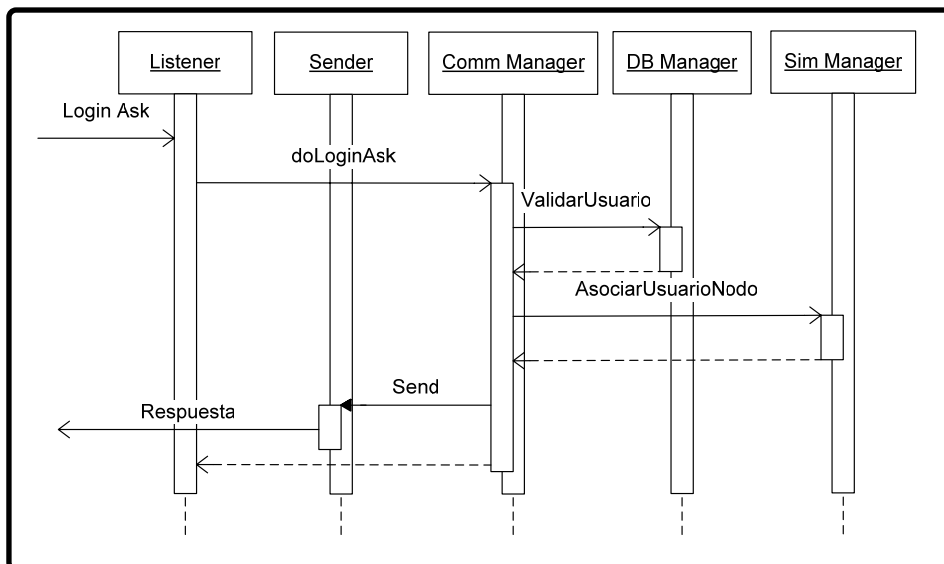 Listener
Sender
Comm Manager
DB Manager
Sim Manager
Login Ask
doLoginAsk
ValidarUsuario
AsociarUsuarioNodo
Send
Respuesta